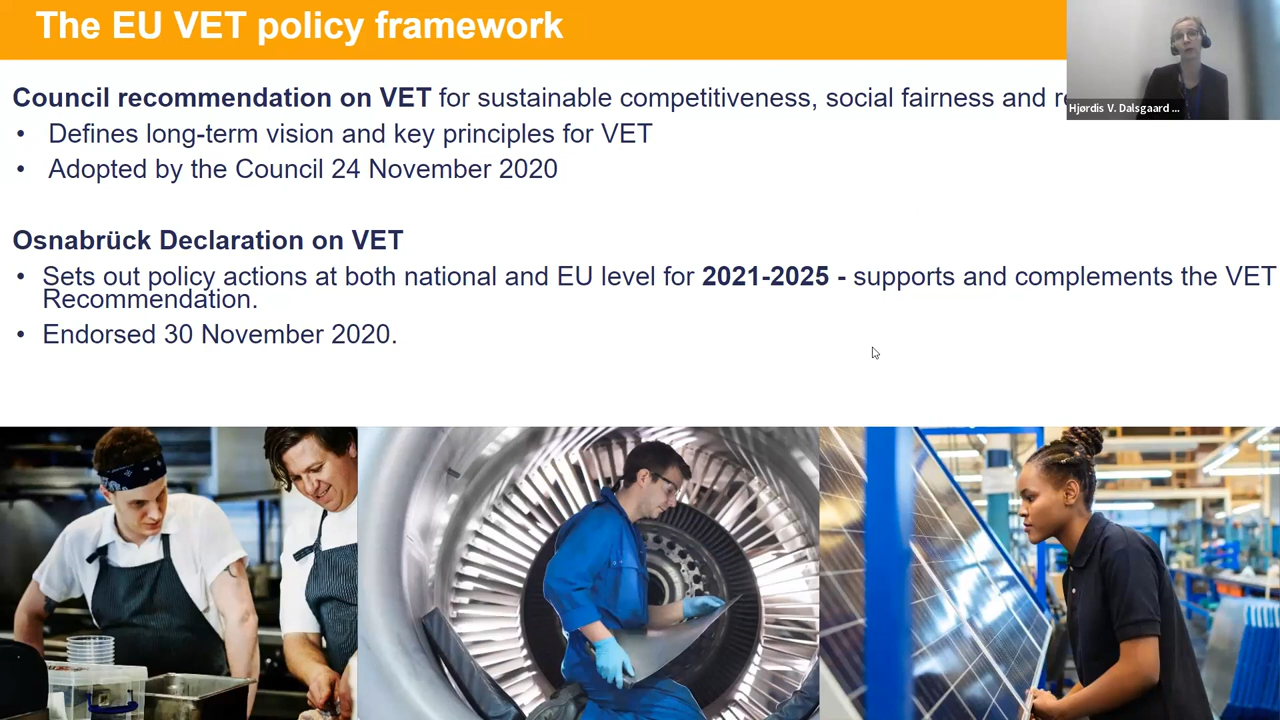 The EU VET policy framework
Council recommendation on VET for sustainable competitiveness, social fairness and
Hjørdis V. Dalsgaard ...
• Defines long-term vision and key principles for VET
• Adopted by the Council 24 November 2020
Osnabrück Declaration on VET
• Sets out policy actions at both national and EU level for 2021-2025 - supports and complements the VET
Recommendation.
• Endorsed 30 November 2020.